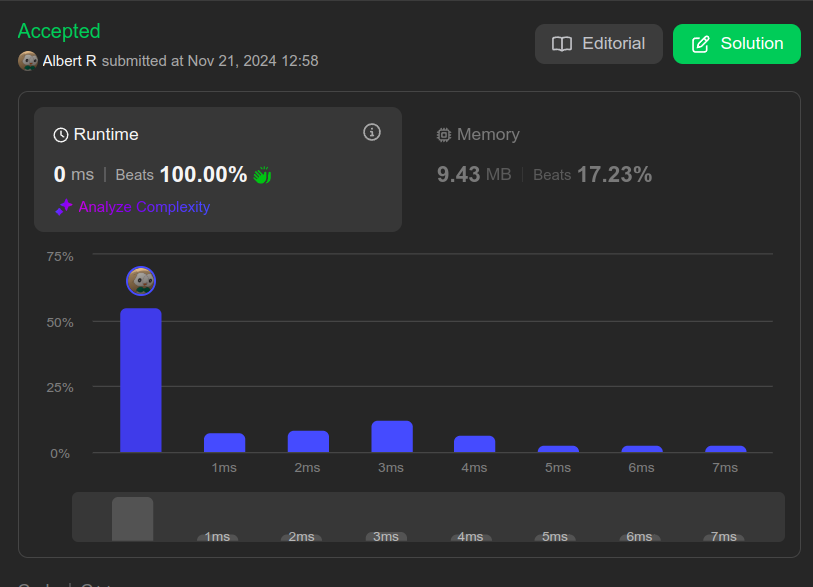 Accepted
Editorial
Solution
Albert R submitted at Nov 21, 2024 12:58
Runtime
0 ms | Beats 100.00%
Analyze Complexity
Memory
9.43 MB | Beats 17.23%
75%
50%
25%
0%
1ms 2ms 3ms 4ms 5ms 6ms 7ms
1ms 2ms 3ms 4ms 5ms 6ms 7ms